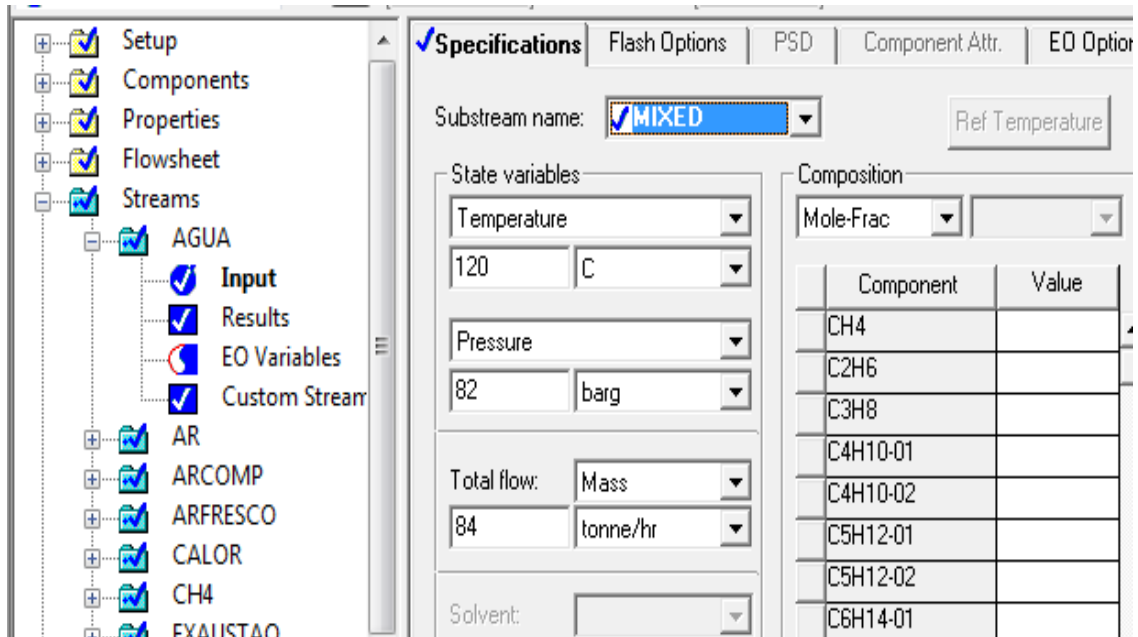 Setup
Components
Properties
Flowsheet
Streams
AGUA
Input
Results
EO Variables
Custom Stream
AR
ARCOMP
ARFRESCO
CALOR
CH4
EXAUSTAO
Specifications Flash Options PSD Component Attr. EO Option
Substream name: MIXED Ref Temperature
State variables
Temperature
120 C
Pressure
82 barg
Total flow: Mass
84 tonne/hr
Solvent:
Composition
Mole-Frac
Component Value
CH4
C2H6
C3H8
C4H10-01
C4H10-02
C5H12-01
C5H12-02
C6H14-01